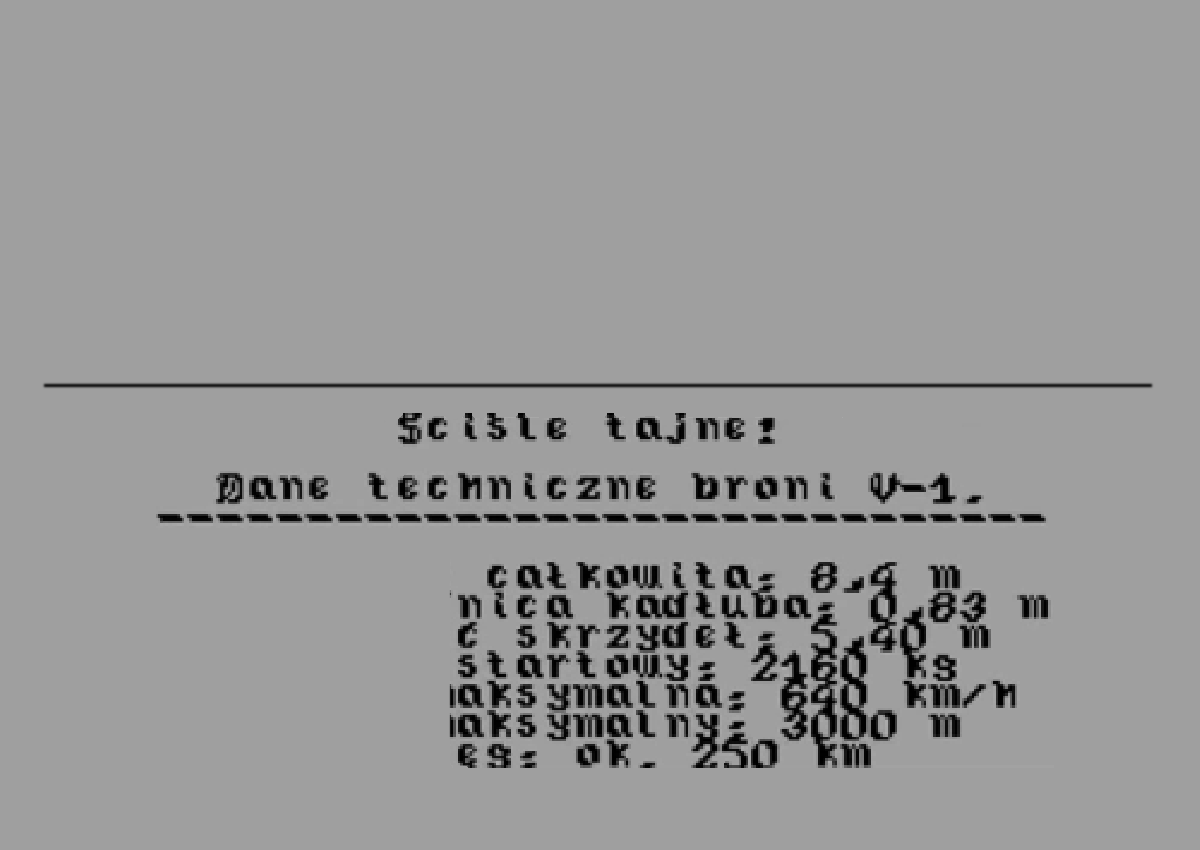 Ściśle tajne!
Dane techniczne broni V-1.
------------------------------
całkowita: 8,4 m
nica kadłuba: 0,83 m
ć skrzydeł: 5,40 m
startowy: 2160 kg
aksymalna: 640 km/h
aksymalny: 3000 m
eg: ok. 250 km